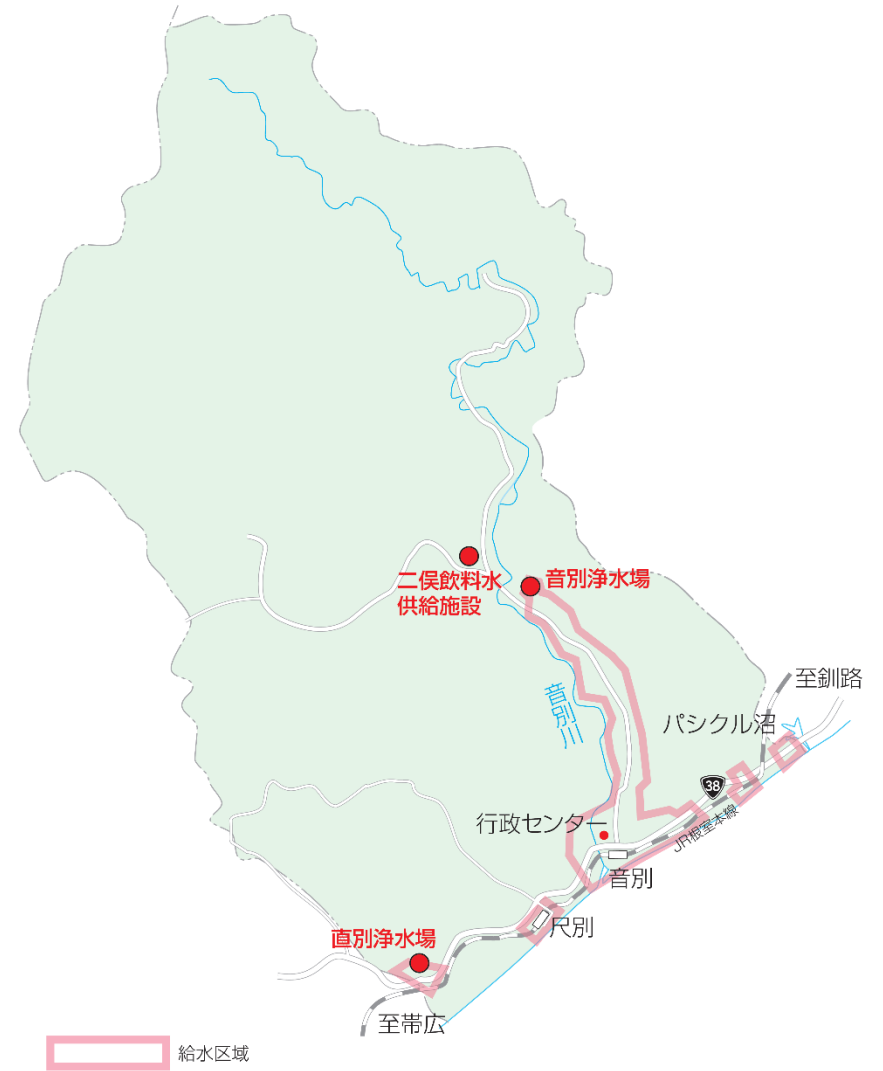 二俣飲料水
供給施設
音別浄水場
音別川
至釧路
パシクル沼
38
JR根室本線
行政センター
音別
尺別
直別浄水場
至帯広
給水区域